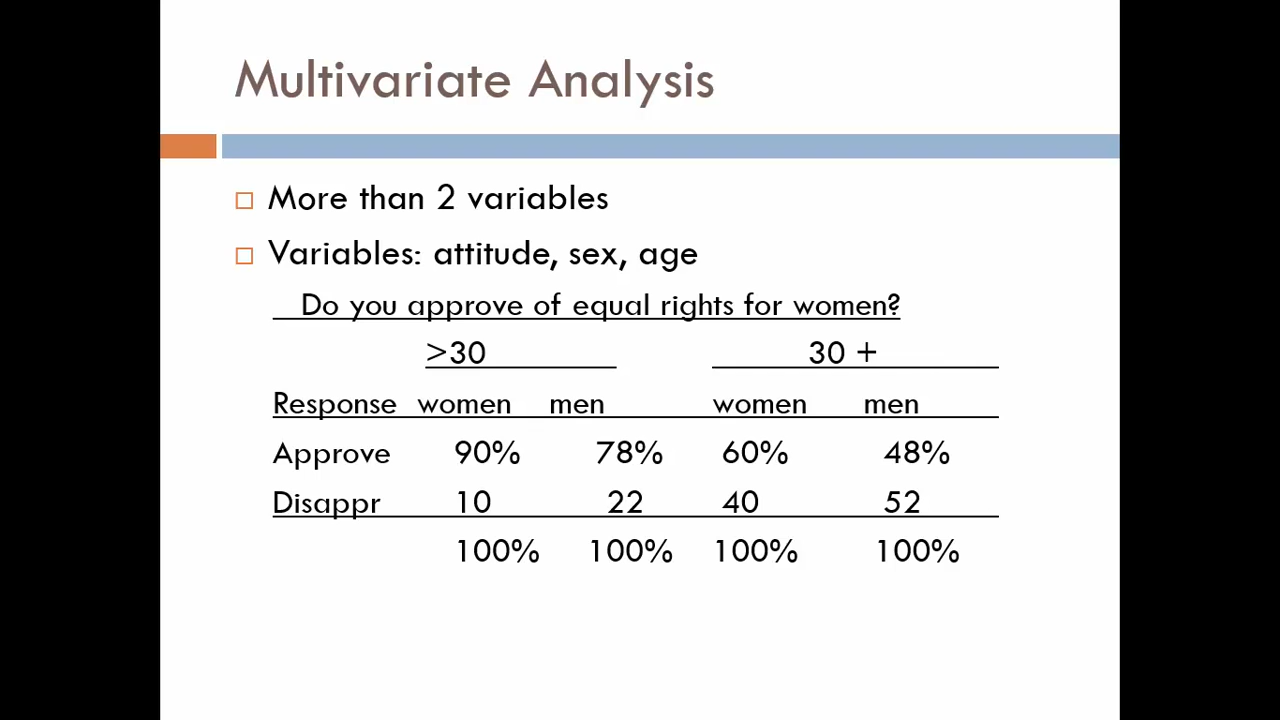 Multivariate Analysis
More than 2 variables
Variables: attitude, sex, age
Do you approve of equal rights for women?
>30 30 +
Response women men women men
Approve 90% 78% 60% 48%
Disappr 10 22 40 52
100% 100% 100% 100%